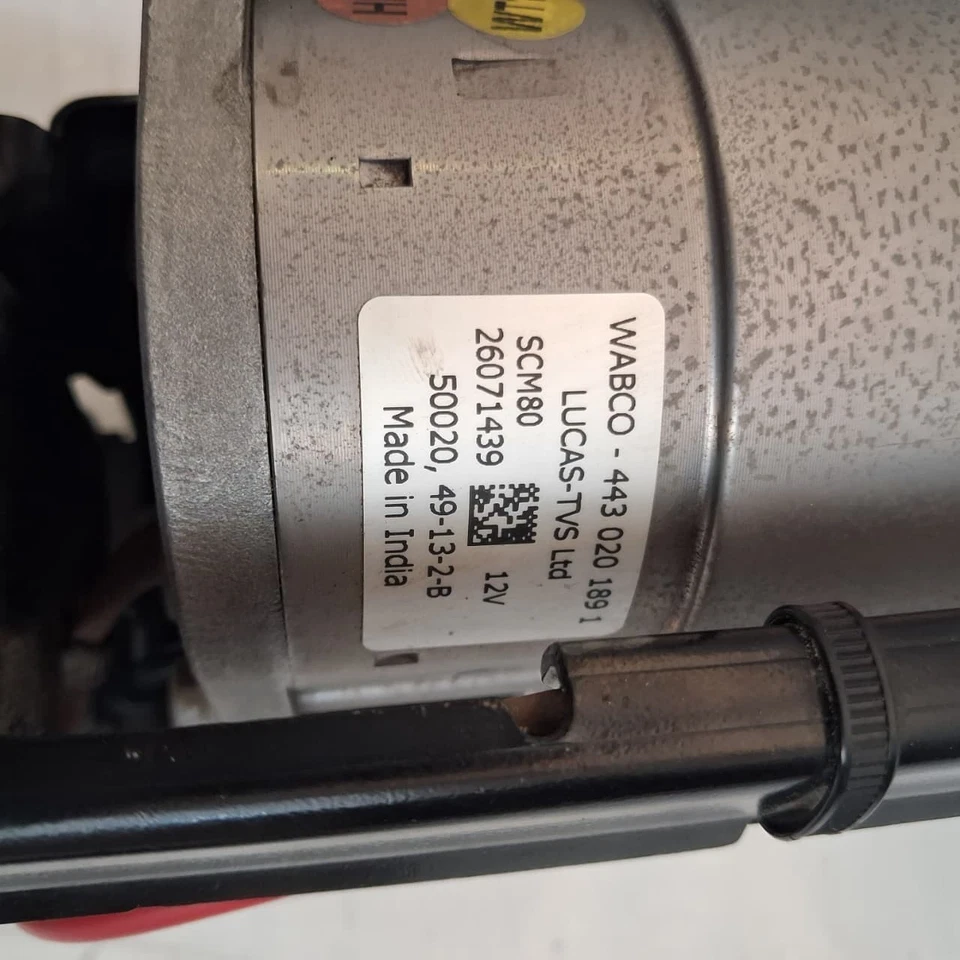 WABCO - 443 020 189 1
LUCAS-TVS Ltd
SCM80
26071439
12V
50020, 49-13-2-B
Made in India